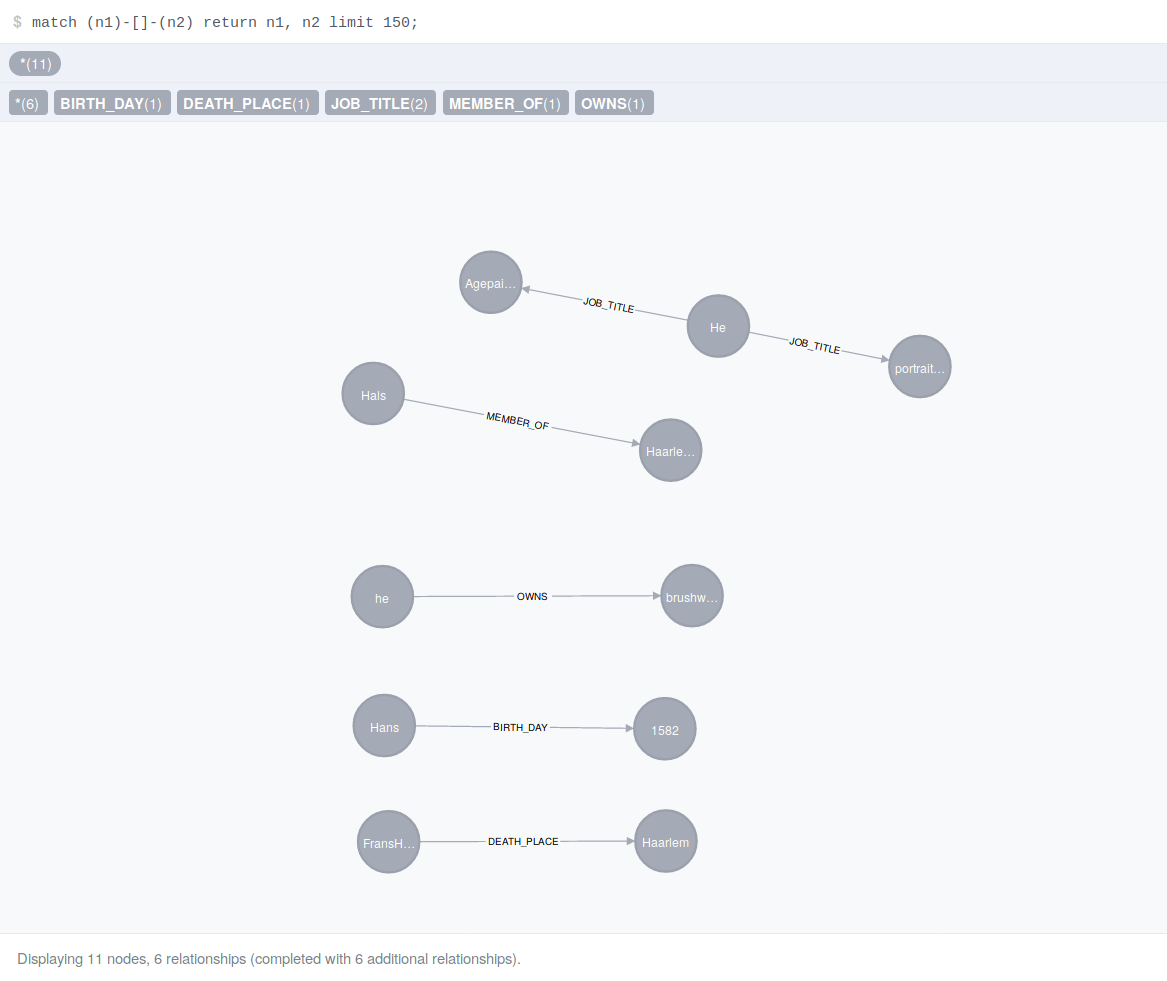 $ match (n1)-[]-(n2) return n1, n2 limit 150;
*(11)
*(6) BIRTH_DAY(1) DEATH_PLACE(1) JOB_TITLE(2) MEMBER_OF(1) OWNS(1)
Agepai…
JOB_TITLE
He
JOB_TITLE
portrait…
Hals
MEMBER_OF
Haarle…
he
OWNS
brushw…
Hans
BIRTH_DAY
1582
FransH…
DEATH_PLACE
Haarlem
Displaying 11 nodes, 6 relationships (completed with 6 additional relationships).